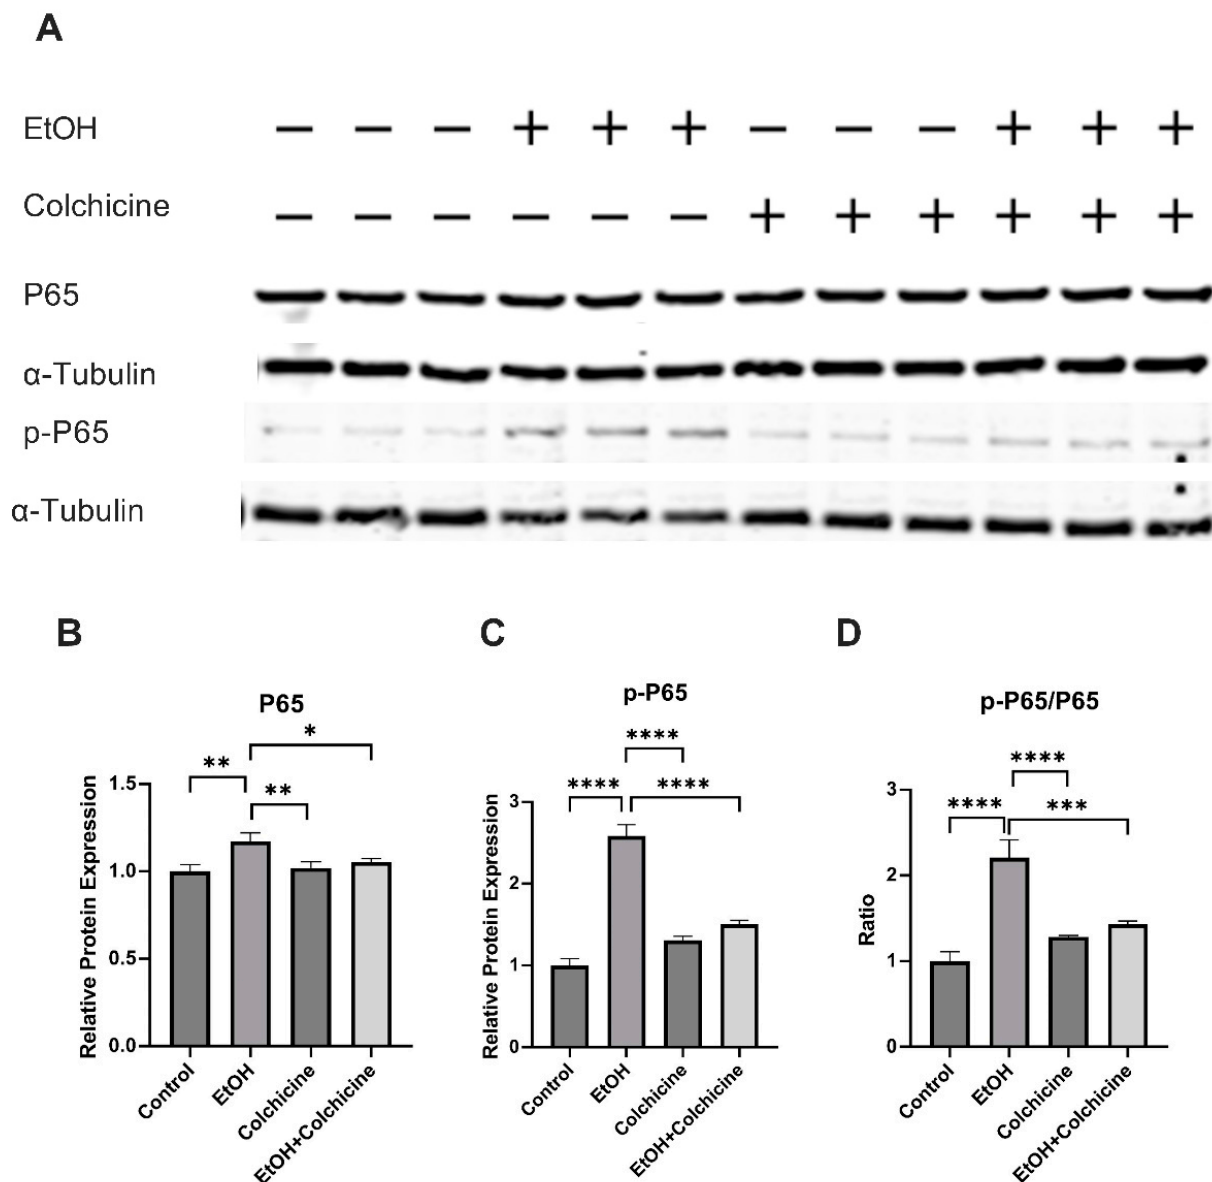 A
EtOH − − − + + + − − − + + +
Colchicine − − − − − − + + + + + +
P65
α-Tubulin
p-P65
α-Tubulin
B
P65
Relative Protein Expression
1.5
1.0
0.5
0.0
**
**
*
Control
EtOH
Colchicine
EtOH+Colchicine
C
p-P65
Relative Protein Expression
3
2
1
0
****
****
****
Control
EtOH
Colchicine
EtOH+Colchicine
D
p-P65/P65
Ratio
3
2
1
0
****
****
***
Control
EtOH
Colchicine
EtOH+Colchicine